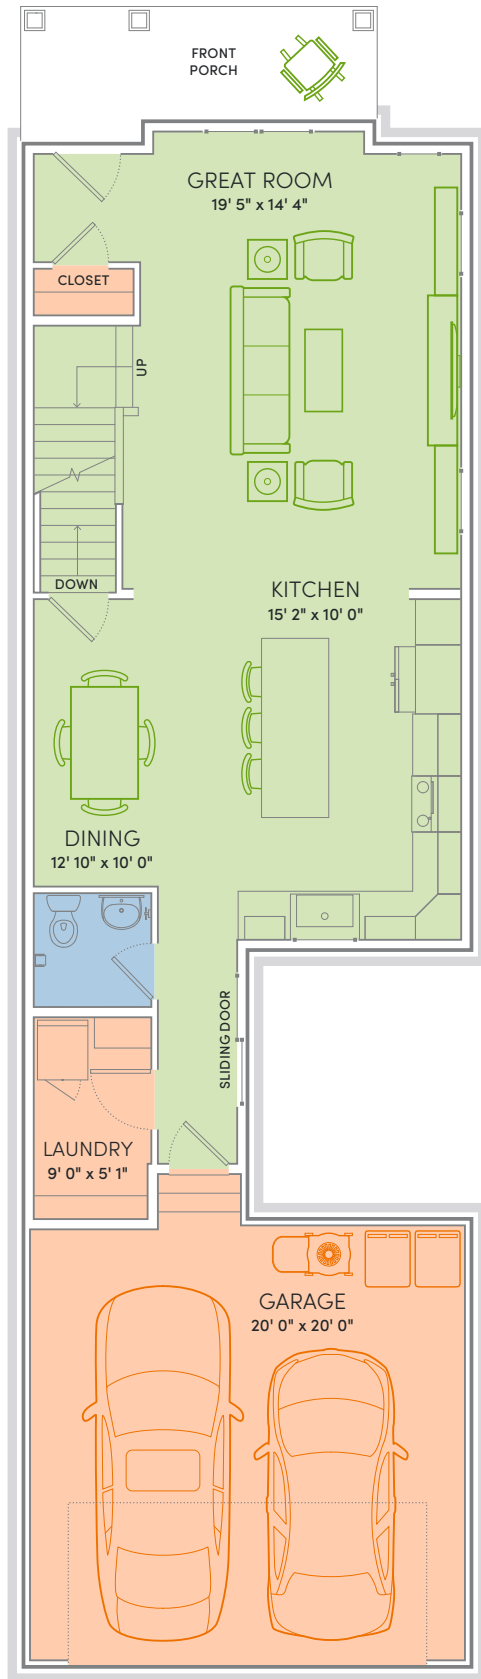 FRONT
PORCH
GREAT ROOM
19' 5" x 14' 4"
CLOSET
UP
DOWN
KITCHEN
15' 2" x 10' 0"
DINING
12' 10" x 10' 0"
SLIDING DOOR
LAUNDRY
9' 0" x 5' 1"
GARAGE
20' 0" x 20' 0"